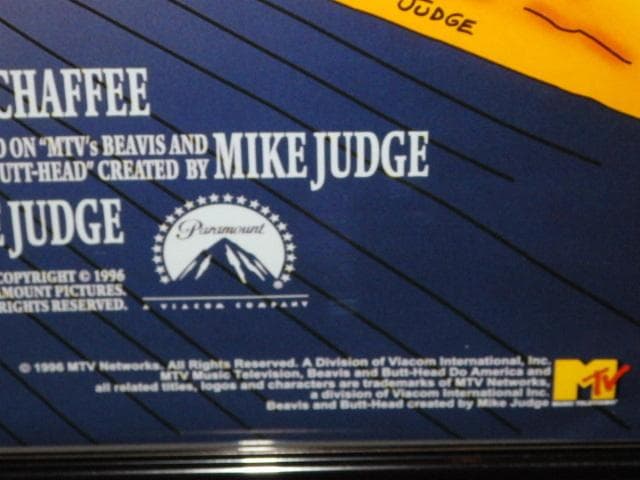 JUDGE
CHAFFEE
ON "MTV's BEAVIS AND
UTT-HEAD" CREATED BY MIKE JUDGE
JUDGE
Paramount
COPYRIGHT © 1996
AMOUNT PICTURES.
RIGHTS RESERVED.
A VIACOM COMPANY
© 1996 MTV Networks. All Rights Reserved. A Division of Viacom International, Inc.
MTV Music Television, Beavis and Butt-Head Do America and
all related titles, logos and characters are trademarks of MTV Networks,
a division of Viacom International Inc.
Beavis and Butt-Head created by Mike Judge
MTV
MUSIC TELEVISION